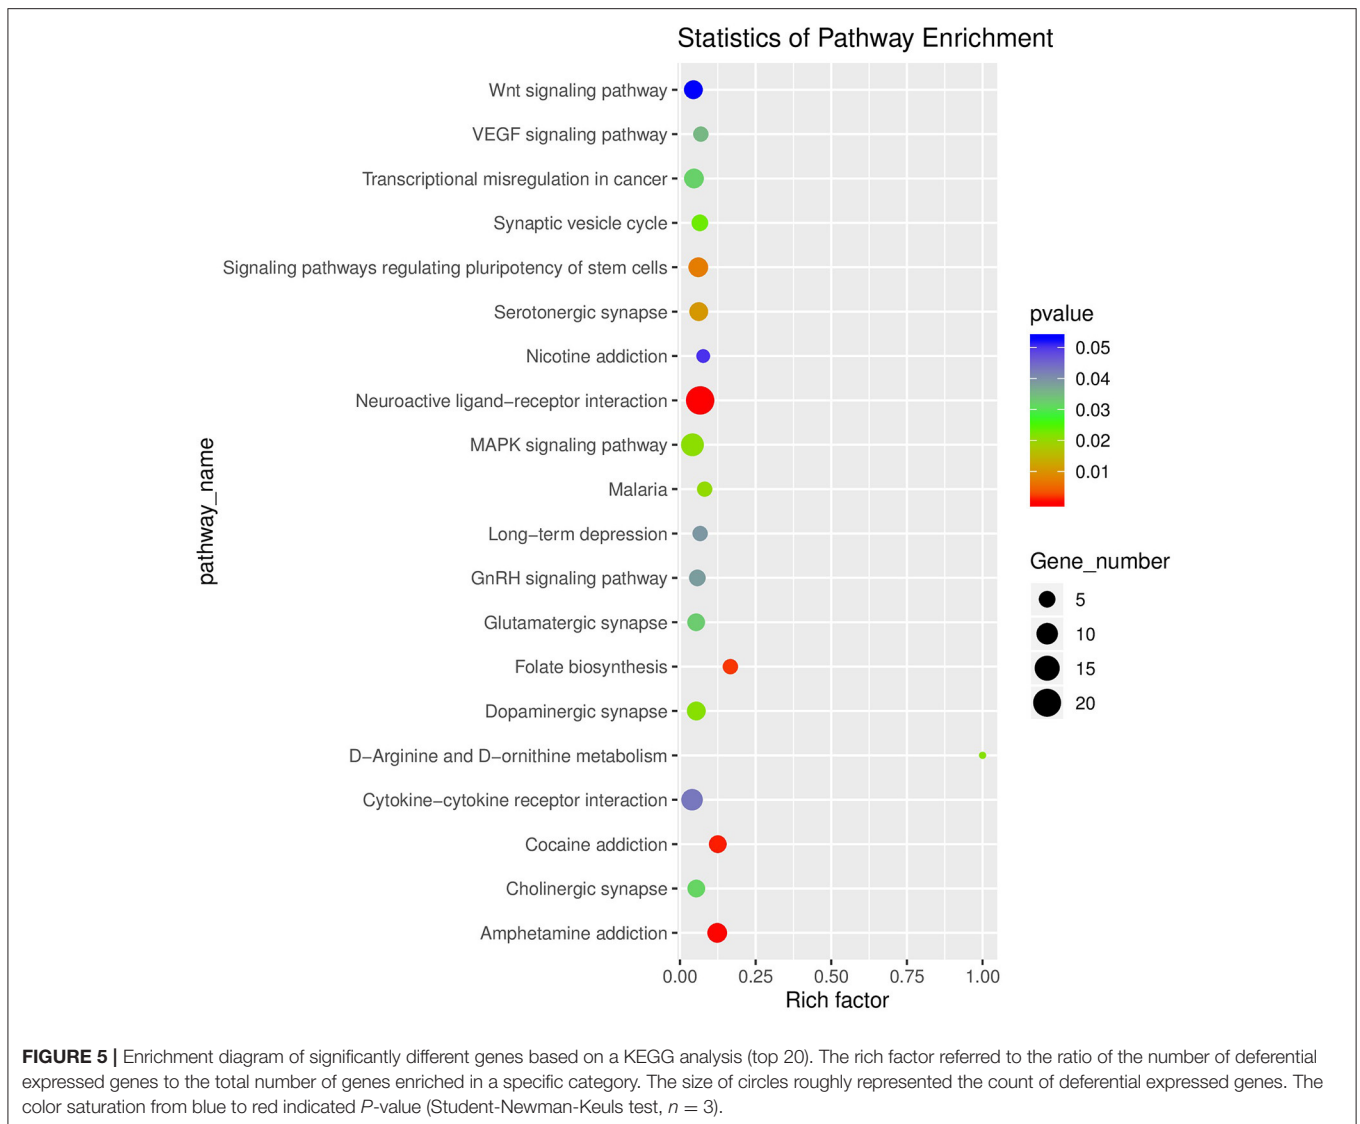 Statistics of Pathway Enrichment
pathway_name
Wnt signaling pathway
VEGF signaling pathway
Transcriptional misregulation in cancer
Synaptic vesicle cycle
Signaling pathways regulating pluripotency of stem cells
Serotonergic synapse
Nicotine addiction
Neuroactive ligand−receptor interaction
MAPK signaling pathway
Malaria
Long−term depression
GnRH signaling pathway
Glutamatergic synapse
Folate biosynthesis
Dopaminergic synapse
D−Arginine and D−ornithine metabolism
Cytokine−cytokine receptor interaction
Cocaine addiction
Cholinergic synapse
Amphetamine addiction
0.00 0.25 0.50 0.75 1.00
Rich factor
pvalue
0.05
0.04
0.03
0.02
0.01
Gene_number
5
10
15
20
FIGURE 5 | Enrichment diagram of significantly different genes based on a KEGG analysis (top 20). The rich factor referred to the ratio of the number of deferential
expressed genes to the total number of genes enriched in a specific category. The size of circles roughly represented the count of deferential expressed genes. The
color saturation from blue to red indicated P-value (Student-Newman-Keuls test, n = 3).